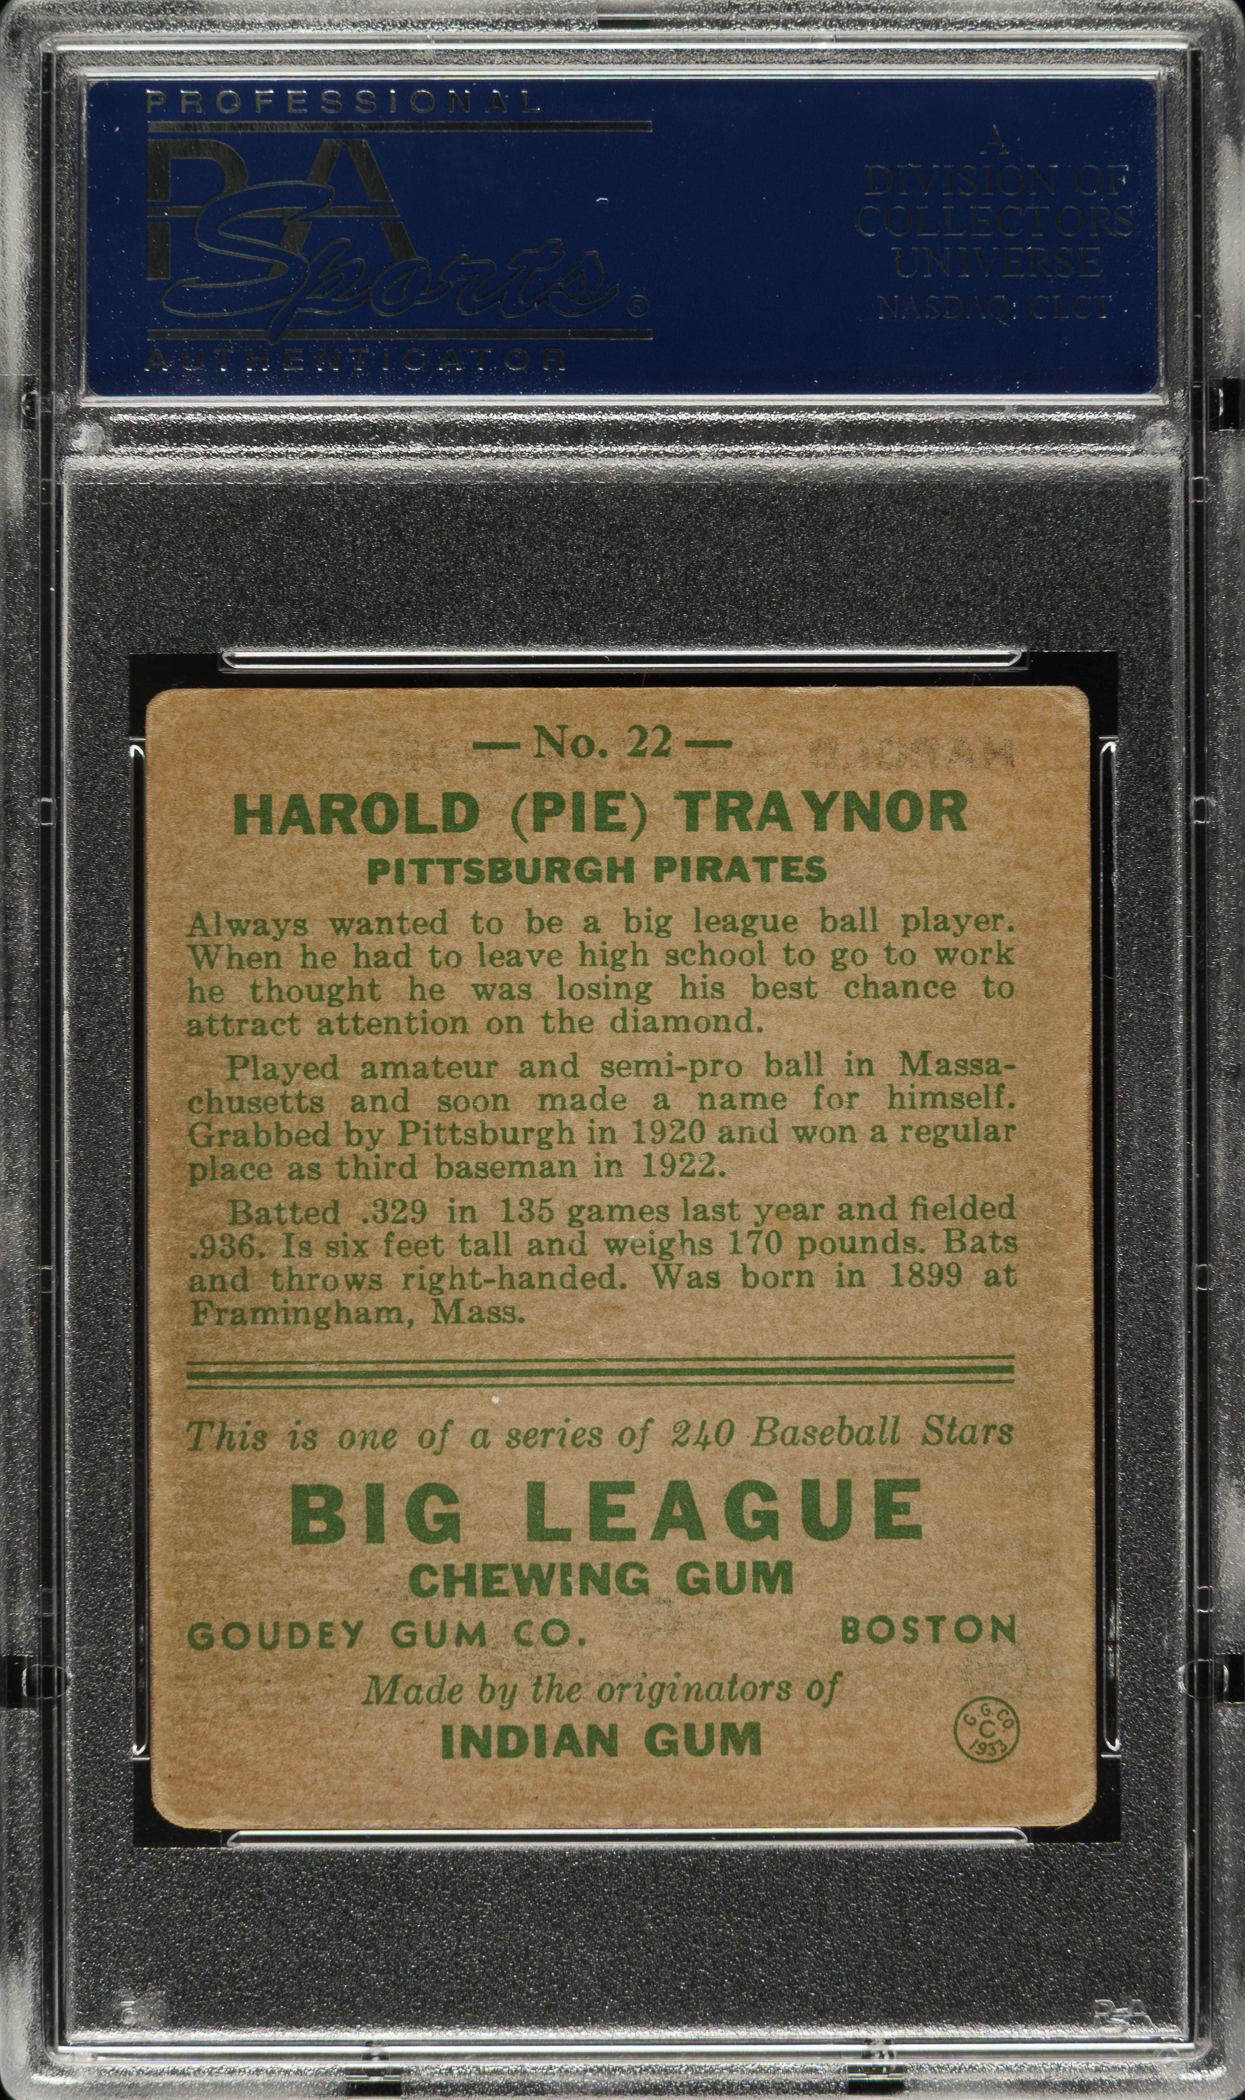 PROFESSIONAL
PSA
Sports®
AUTHENTICATOR
A
DIVISION OF
COLLECTORS
UNIVERSE
NASDAQ: CLCT
— No. 22 —
HAROLD
HAROLD (PIE) TRAYNOR
PITTSBURGH PIRATES
Always wanted to be a big league ball player.
When he had to leave high school to go to work
he thought he was losing his best chance to
attract attention on the diamond.
Played amateur and semi-pro ball in Massa-
chusetts and soon made a name for himself.
Grabbed by Pittsburgh in 1920 and won a regular
place as third baseman in 1922.
Batted .329 in 135 games last year and fielded
.936. Is six feet tall and weighs 170 pounds. Bats
and throws right-handed. Was born in 1899 at
Framingham, Mass.
This is one of a series of 240 Baseball Stars
BIG LEAGUE
CHEWING GUM
GOUDEY GUM CO. BOSTON
Made by the originators of
INDIAN GUM
G.G.CO
C
1933
PSA